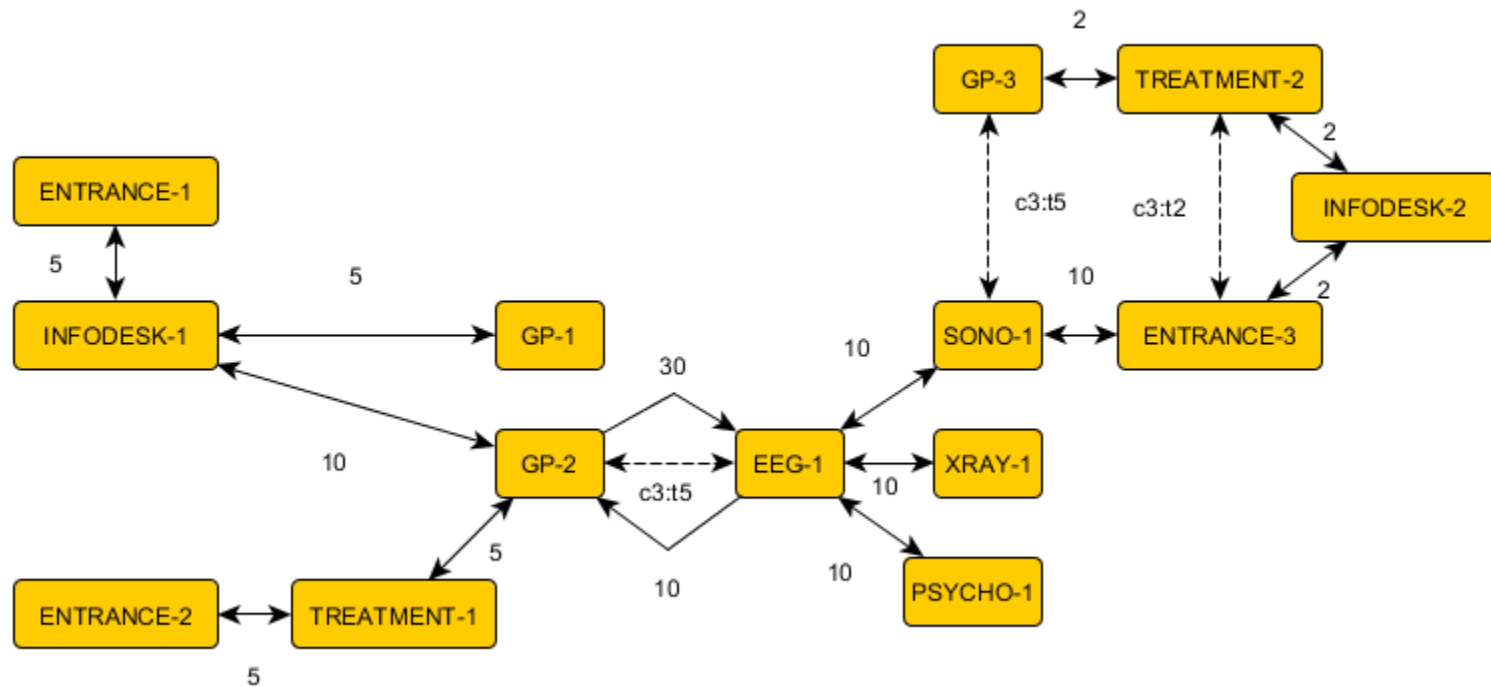 2
GP-3
TREATMENT-2
2
ENTRANCE-1
c3:t5
c3:t2
INFODESK-2
5
5
10
2
INFODESK-1
GP-1
SONO-1
ENTRANCE-3
10
30
10
GP-2
EEG-1
XRAY-1
c3:t5
10
5
10
10
PSYCHO-1
ENTRANCE-2
TREATMENT-1
5